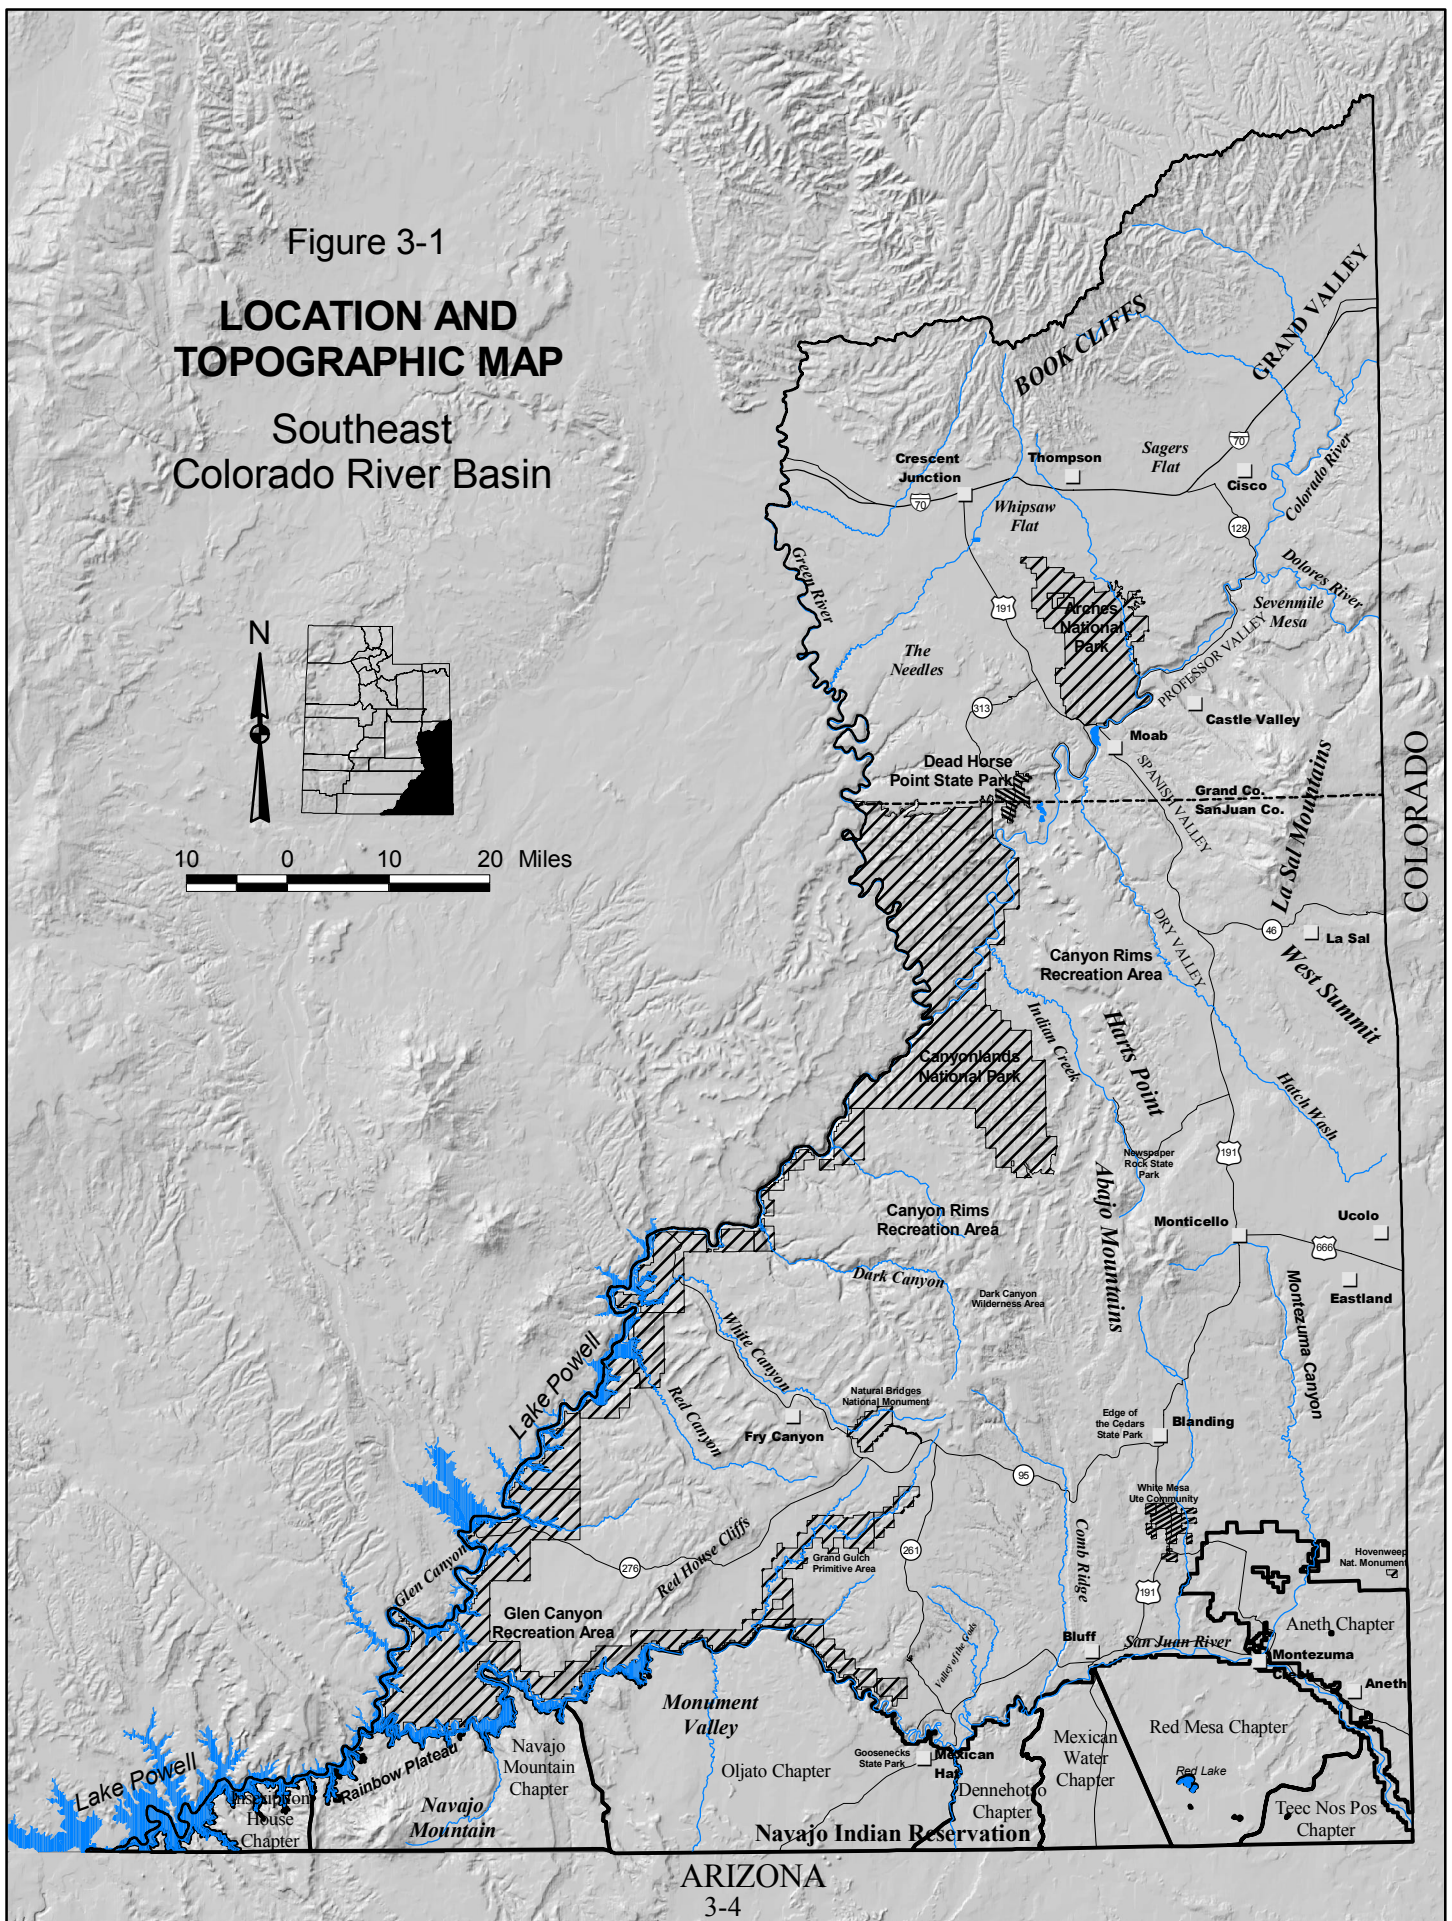 Figure 3-1
LOCATION AND
TOPOGRAPHIC MAP
Southeast
Colorado River Basin
N
10 0 10 20 Miles
BOOK CLIFFS
GRAND VALLEY
70
Sagers
Flat
Crescent
Junction
Thompson
Cisco
Colorado River
70
Whipsaw
Flat
128
Green River
Dolores River
191
Arches
National
Park
Sevenmile
Mesa
The
Needles
PROFESSOR VALLEY
313
Castle Valley
Moab
Dead Horse
Point State Park
SPANISH VALLEY
Grand Co.
SanJuan Co.
La Sal Mountains
COLORADO
46
La Sal
DRY VALLEY
Canyon Rims
Recreation Area
West Summit
Indian Creek
Harts Point
Canyonlands
National Park
Hatch Wash
Newspaper
Rock State
Park
191
Abajo Mountains
Canyon Rims
Recreation Area
Monticello
Ucolo
666
Dark Canyon
Dark Canyon
Wilderness Area
Eastland
Montezuma Canyon
White Canyon
Lake Powell
Red Canyon
Natural Bridges
National Monument
Fry Canyon
Edge of
the Cedars
State Park
Blanding
95
White Mesa
Ute Community
Comb Ridge
Red House Cliffs
Glen Canyon
276
Grand Gulch
Primitive Area
261
Hovenweep
Nat. Monument
191
Glen Canyon
Recreation Area
Aneth Chapter
Valley of the Gods
Bluff
San Juan River
Montezuma
Creek
Aneth
Monument
Valley
Red Mesa Chapter
Mexican
Water
Chapter
Navajo
Mountain
Chapter
Goosenecks
State Park
Mexican
Hat
Oljato Chapter
Red Lake
Lake Powell
Rainbow Plateau
Dennehotso
Chapter
Teec Nos Pos
Chapter
Inscription
House
Chapter
Navajo
Mountain
Navajo Indian Reservation
ARIZONA
3-4